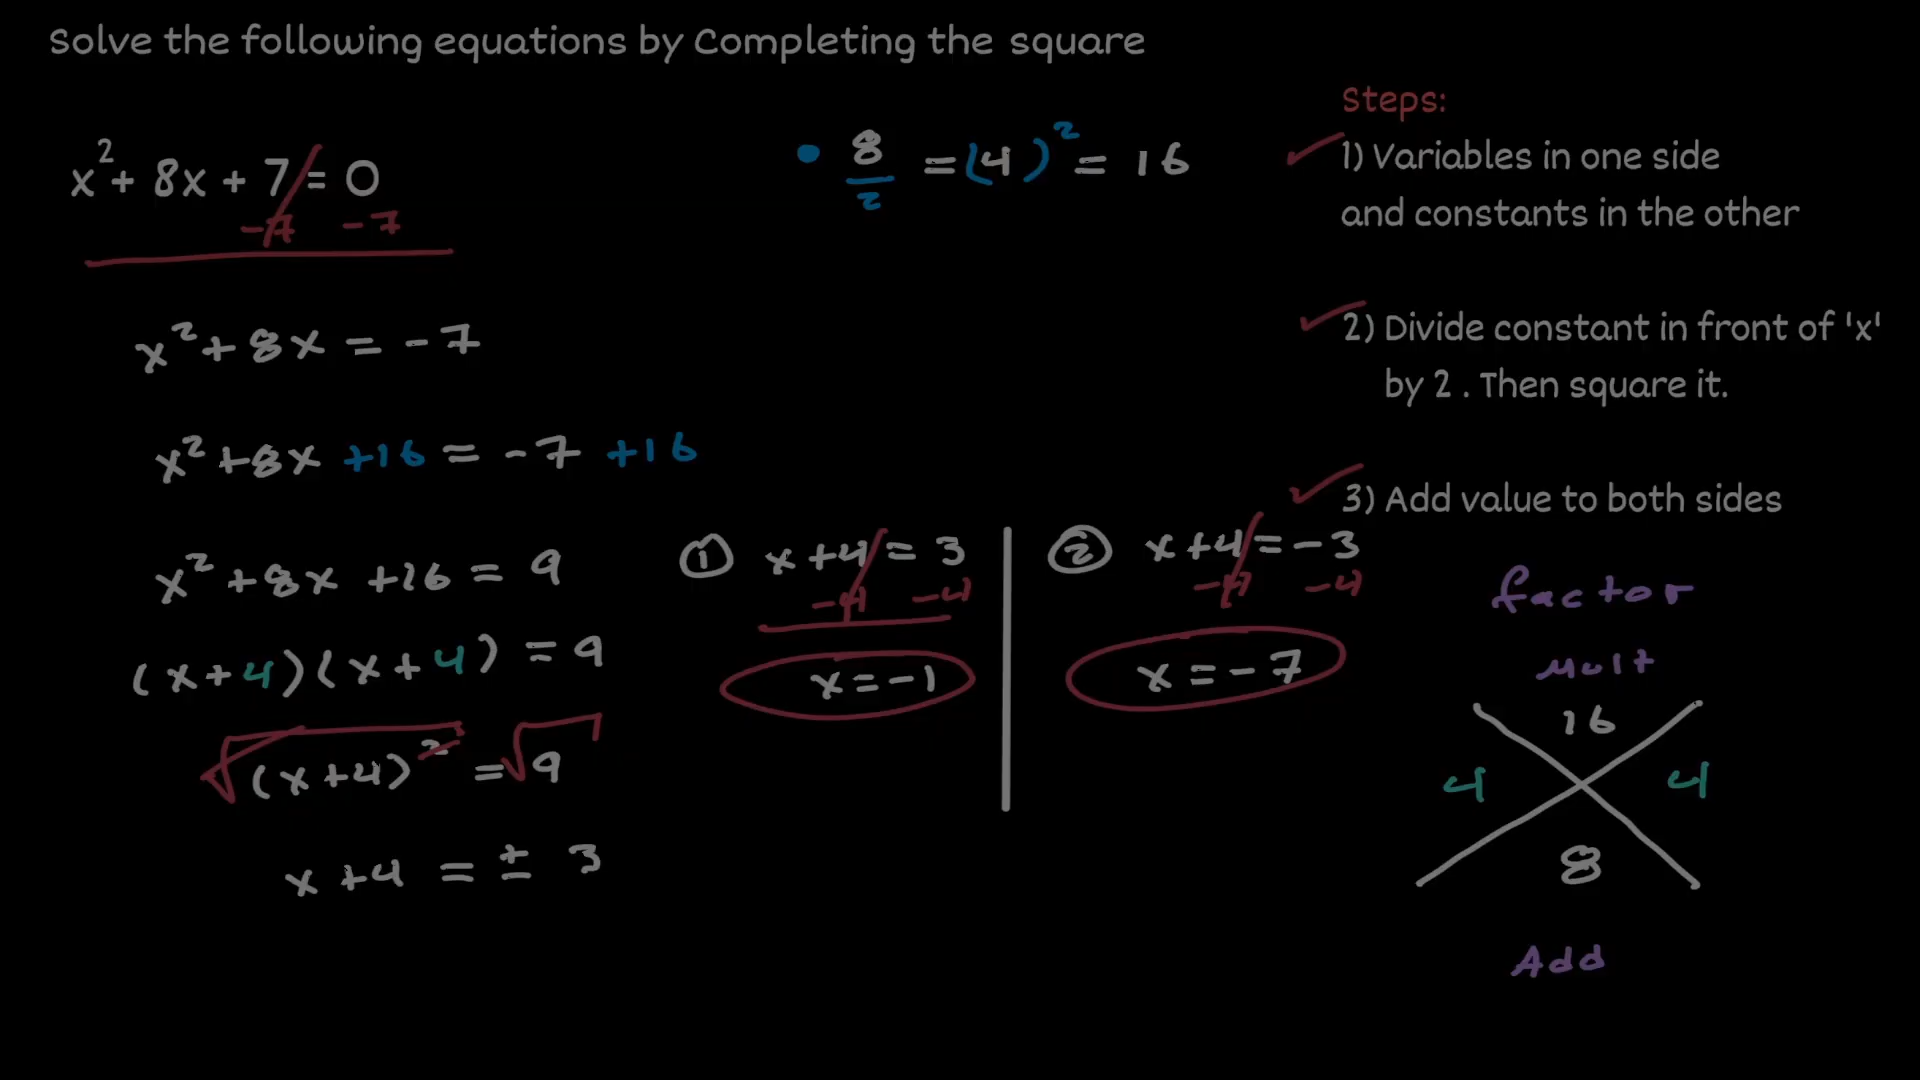 Solve the following equations by Completing the square
x² + 8x + 7 = 0
-7 -7
x² + 8x = -7
x² + 8x +16 = -7 +16
x² + 8x +16 = 9
(x+4)(x+4) = 9
√(x+4)² = √9
x+4 = ± 3
• 8/2 = (4)² = 16
① x+4 = 3
-4 -4
x = -1
② x+4 = -3
-4 -4
x = -7
Steps:
1) Variables in one side
and constants in the other
2) Divide constant in front of 'x'
by 2 . Then square it.
3) Add value to both sides
factor
Mult
16
4 4
8
Add